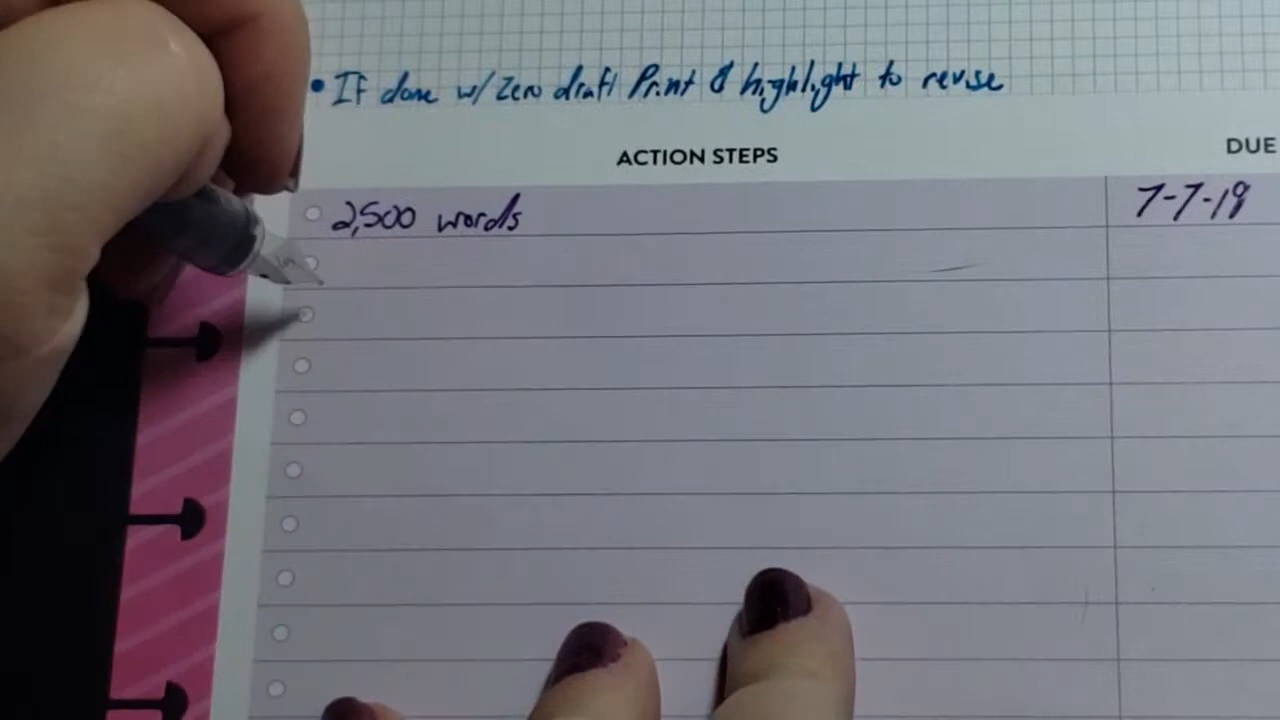 • If done w/ Zero draft Print & highlight to revise
ACTION STEPS
DUE
2,500 words
7-7-19